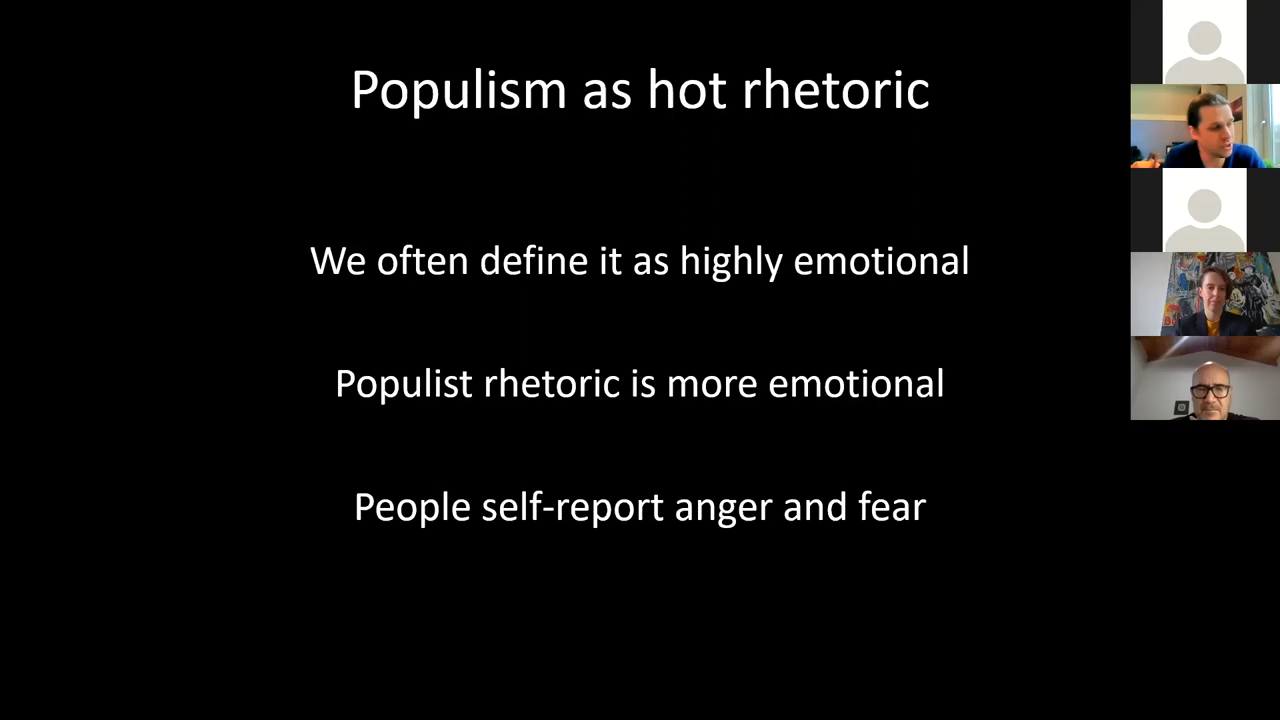 Populism as hot rhetoric
We often define it as highly emotional
Populist rhetoric is more emotional
People self-report anger and fear